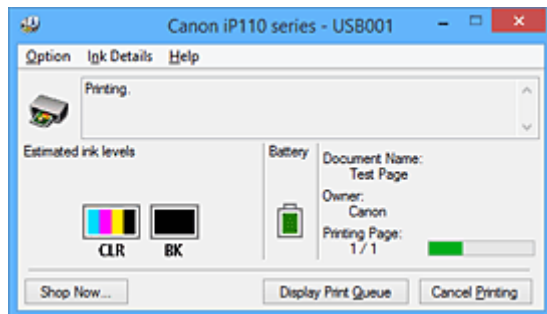 Canon iP110 series - USB001
Option Ink Details Help
Printing.
Estimated ink levels
Battery
Document Name:
Test Page
Owner:
Canon
Printing Page:
1 / 1
CLR BK
Shop Now... Display Print Queue Cancel Printing